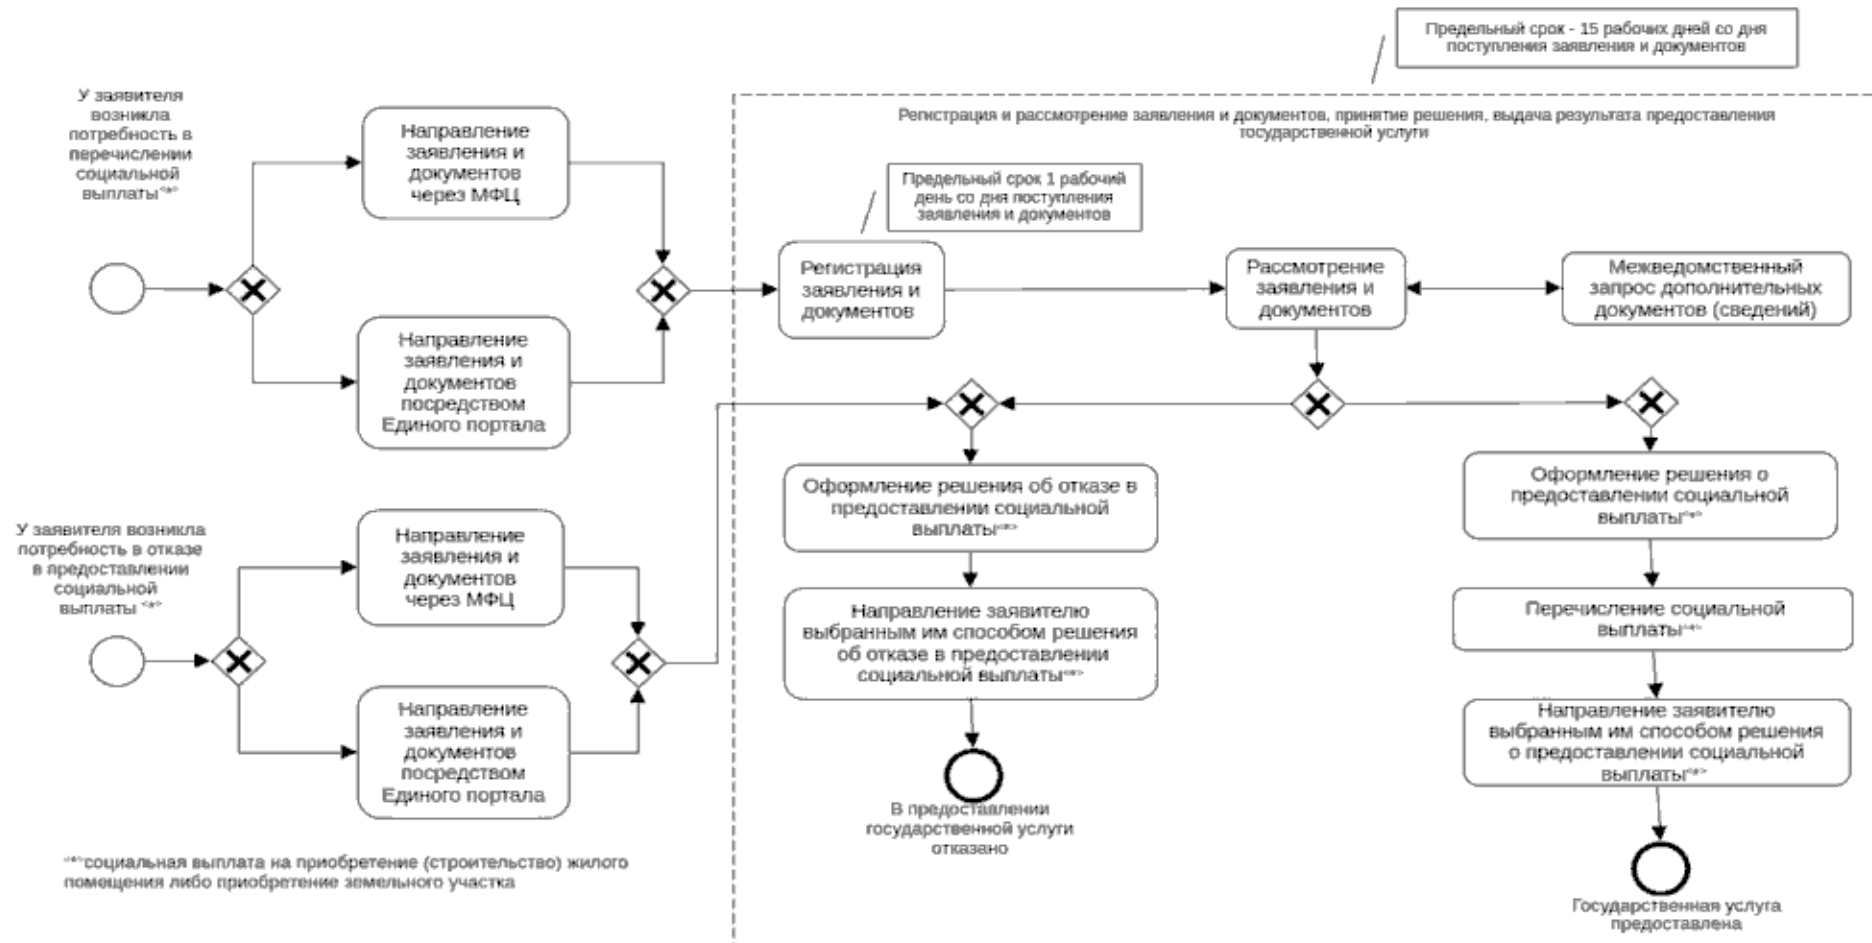 Предельный срок - 15 рабочих дней со дня
поступления заявления и документов
Регистрация и рассмотрение заявления и документов, принятие решения, выдача результата предоставления
государственной услуги
У заявителя
возникла
потребность в
перечислении
социальной
выплаты<*>
Направление
заявления и
документов
через МФЦ
Направление
заявления и
документов
посредством
Единого портала
Предельный срок 1 рабочий
день со дня поступления
заявления и документов
Регистрация
заявления и
документов
Рассмотрение
заявления и
документов
Межведомственный
запрос дополнительных
документов (сведений)
У заявителя возникла
потребность в отказе
в предоставлении
социальной
выплаты <*>
Направление
заявления и
документов
через МФЦ
Направление
заявления и
документов
посредством
Единого портала
Оформление решения об отказе в
предоставлении социальной
выплаты<*>
Направление заявителю
выбранным им способом решения
об отказе в предоставлении
социальной выплаты<*>
В предоставлении
государственной услуги
отказано
Оформление решения о
предоставлении социальной
выплаты<*>
Перечисление социальной
выплаты<*>
Направление заявителю
выбранным им способом решения
о предоставлении социальной
выплаты<*>
Государственная услуга
предоставлена
<*>социальная выплата на приобретение (строительство) жилого
помещения либо приобретение земельного участка